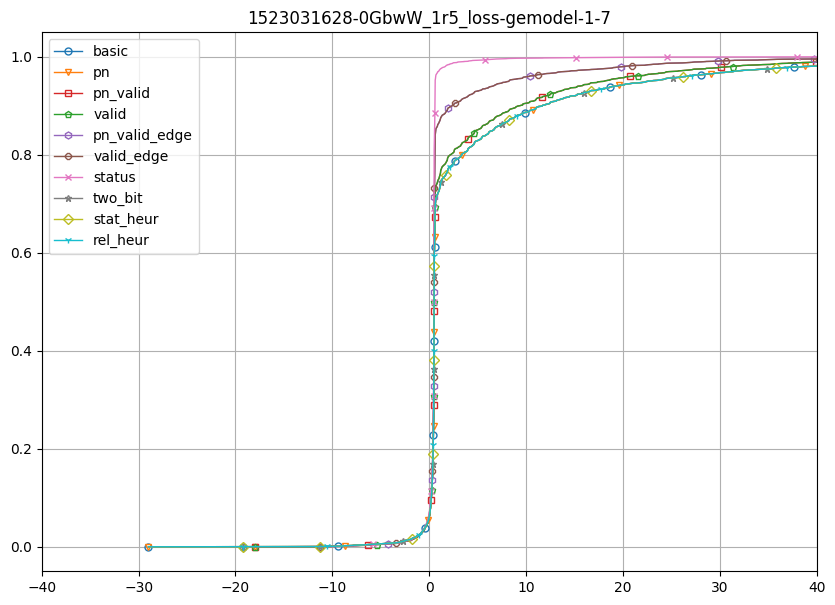 1523031628-0GbwW_1r5_loss-gemodel-1-7
basic
pn
pn_valid
valid
pn_valid_edge
valid_edge
status
two_bit
stat_heur
rel_heur
1.0
0.8
0.6
0.4
0.2
0.0
−40 −30 −20 −10 0 10 20 30 40